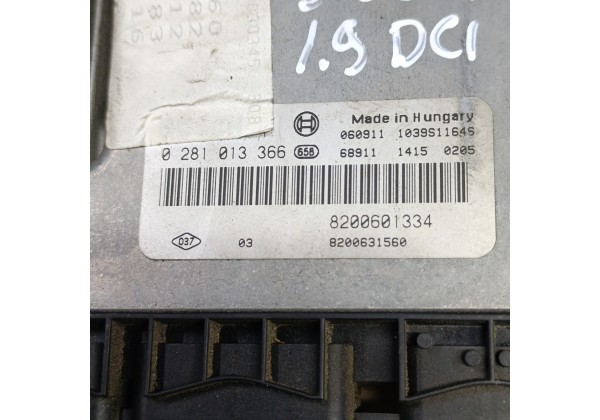 1.9 DCI
Made in Hungary
060911 1039S11645
0 281 013 366 658 68911 1415 0205
8200601334
037 03 8200631560